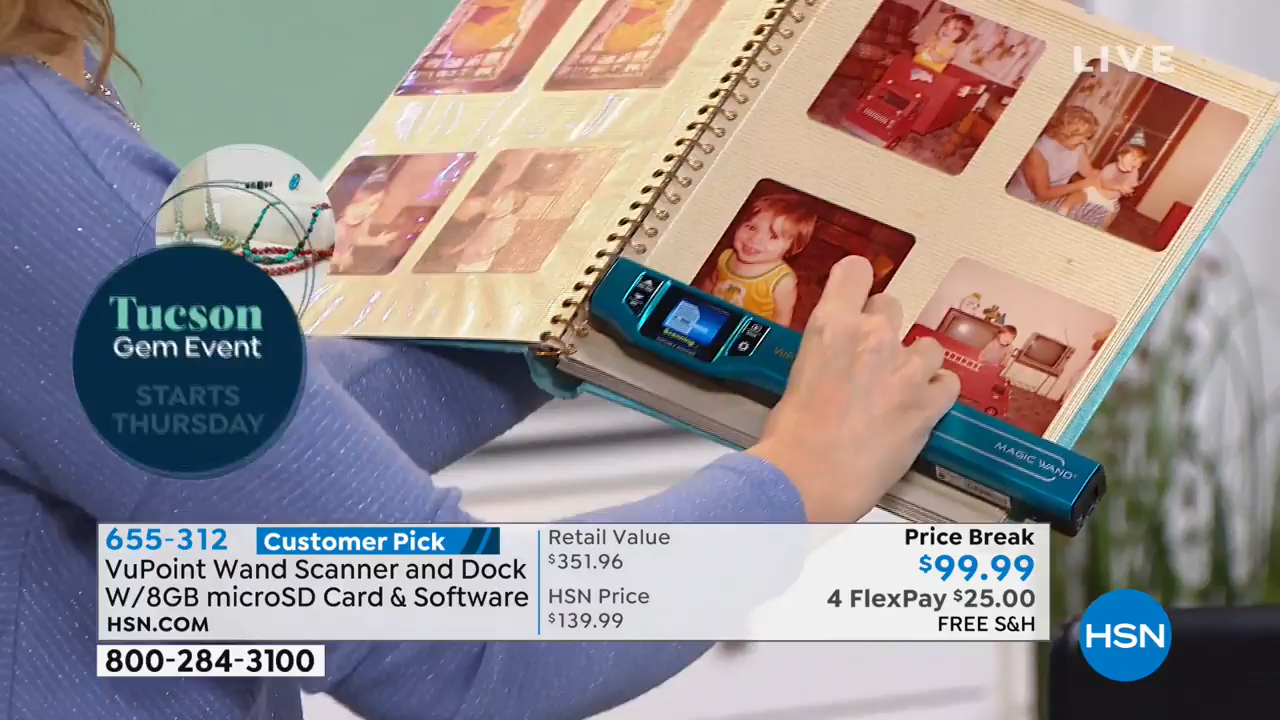 LIVE
Tucson
Gem Event
STARTS
THURSDAY
Scanning
MAGIC WAND
655-312
Customer Pick
VuPoint Wand Scanner and Dock
W/8GB microSD Card & Software
HSN.COM
Retail Value
$351.96
HSN Price
$139.99
Price Break
$99.99
4 FlexPay $25.00
FREE S&H
800-284-3100
HSN